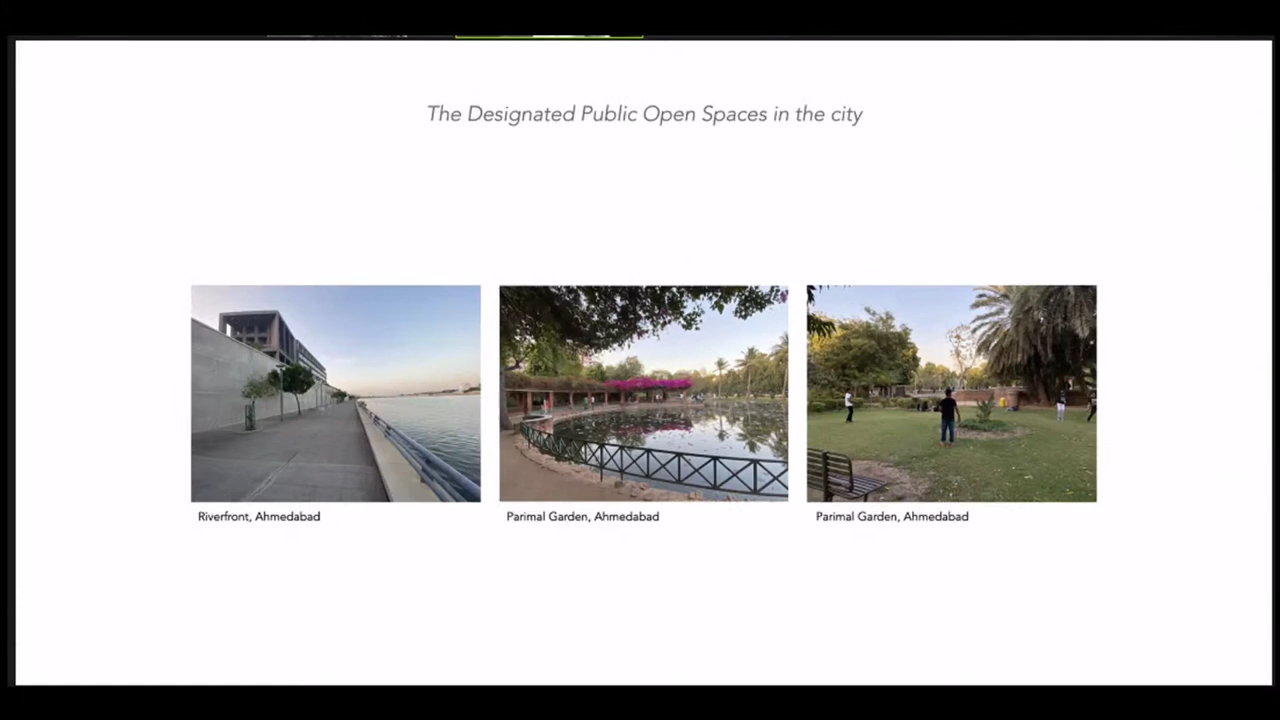 The Designated Public Open Spaces in the city
Riverfront, Ahmedabad
Parimal Garden, Ahmedabad
Parimal Garden, Ahmedabad